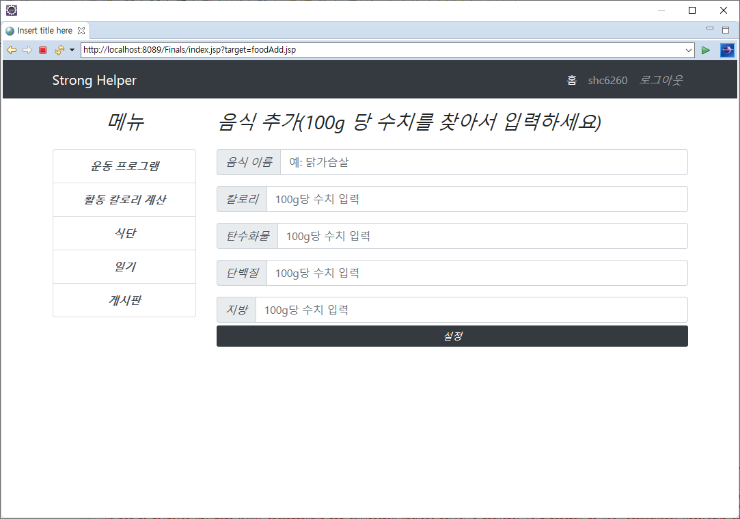 Insert title here
http://localhost:8089/Finals/index.jsp?target=foodAdd.jsp
Strong Helper 홈 shc6260 로그아웃
메뉴
운동 프로그램
활동 칼로리 계산
식단
일기
게시판
음식 추가(100g 당 수치를 찾아서 입력하세요)
음식 이름 예: 닭가슴살
칼로리 100g당 수치 입력
탄수화물 100g당 수치 입력
단백질 100g당 수치 입력
지방 100g당 수치 입력
설정